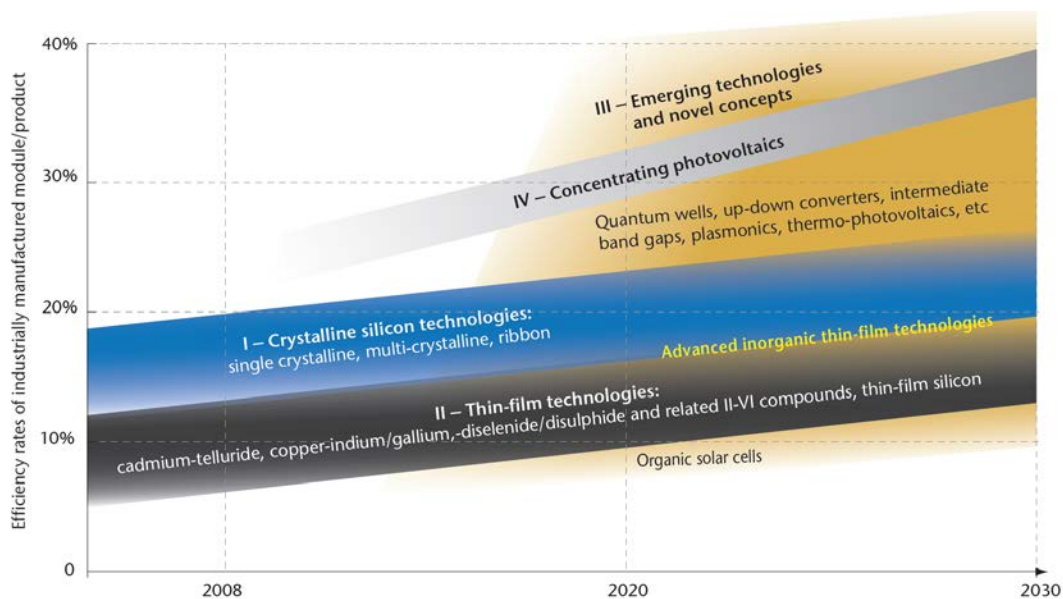 Efficiency rates of industrially manufactured module/product
40%
30%
20%
10%
0
III – Emerging technologies
and novel concepts
IV – Concentrating photovoltaics
Quantum wells, up-down converters, intermediate
band gaps, plasmonics, thermo-photovoltaics, etc
I – Crystalline silicon technologies:
single crystalline, multi-crystalline, ribbon
Advanced inorganic thin-film technologies
II – Thin-film technologies:
cadmium-telluride, copper-indium/gallium,-diselenide/disulphide and related II-VI compounds, thin-film silicon
Organic solar cells
2008
2020
2030